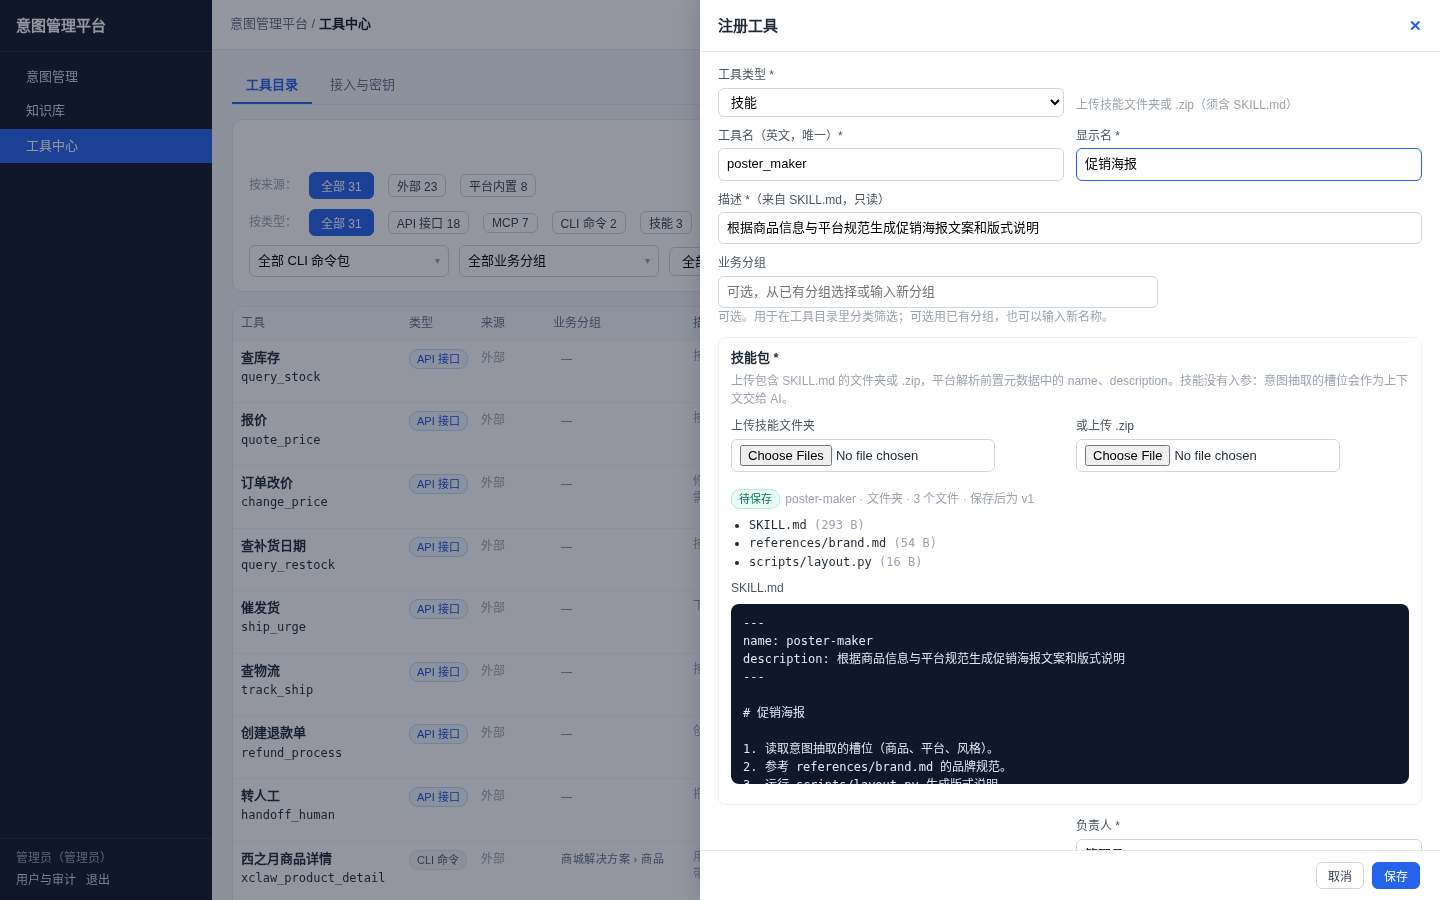 意图管理平台
意图管理
知识库
工具中心
管理员（管理员）
用户与审计 退出
意图管理平台 / 工具中心
工具目录 接入与密钥
按来源： 全部 31 外部 23 平台内置 8
按类型： 全部 31 API 接口 18 MCP 7 CLI 命令 2 技能 3
全部 CLI 命令包 ▾ 全部业务分组 ▾
工具 类型 来源 业务分组
查库存 API 接口 外部 —
query_stock
报价 API 接口 外部 —
quote_price
订单改价 API 接口 外部 —
change_price
查补货日期 API 接口 外部 —
query_restock
催发货 API 接口 外部 —
ship_urge
查物流 API 接口 外部 —
track_ship
创建退款单 API 接口 外部 —
refund_process
转人工 API 接口 外部 —
handoff_human
西之月商品详情 CLI 命令 外部 商城解决方案 › 商品
xclaw_product_detail
注册工具 ×
工具类型 *
技能 上传技能文件夹或 .zip（须含 SKILL.md）
工具名（英文，唯一）* 显示名 *
poster_maker 促销海报
描述 *（来自 SKILL.md，只读）
根据商品信息与平台规范生成促销海报文案和版式说明
业务分组
可选，从已有分组选择或输入新分组
可选。用于在工具目录里分类筛选；可选用已有分组，也可以输入新名称。
技能包 *
上传包含 SKILL.md 的文件夹或 .zip，平台解析前置元数据中的 name、description。技能没有入参：意图抽取的槽位会作为上下
文交给 AI。
上传技能文件夹 或上传 .zip
Choose Files No file chosen Choose File No file chosen
待保存 poster-maker · 文件夹 · 3 个文件 · 保存后为 v1
• SKILL.md (293 B)
• references/brand.md (54 B)
• scripts/layout.py (16 B)
SKILL.md
---
name: poster-maker
description: 根据商品信息与平台规范生成促销海报文案和版式说明
---
# 促销海报
1. 读取意图抽取的槽位（商品、平台、风格）。
2. 参考 references/brand.md 的品牌规范。
3. 运行 scripts/layout.py 生成版式说明
负责人 *
取消 保存